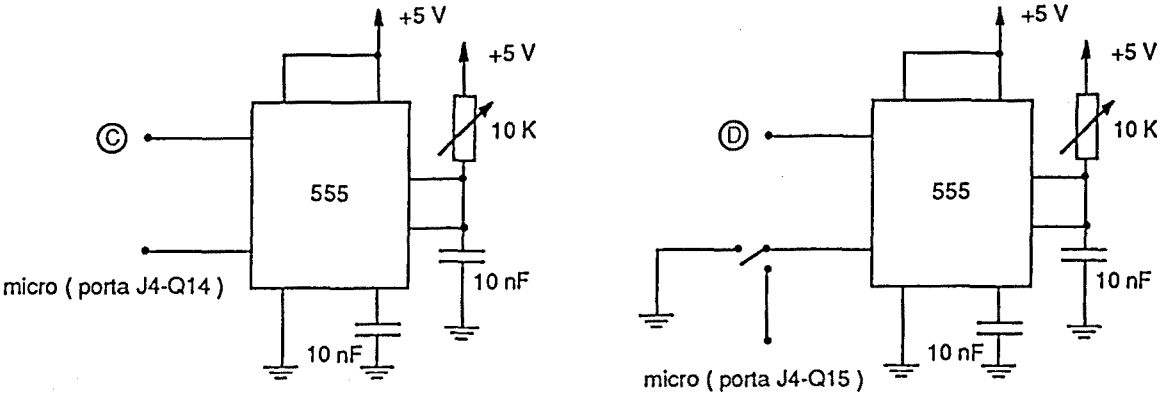 +5 V
+5 V
C
10 K
555
micro ( porta J4-Q14 )
10 nF
10 nF
+5 V
+5 V
D
10 K
555
10 nF
10 nF
micro ( porta J4-Q15 )